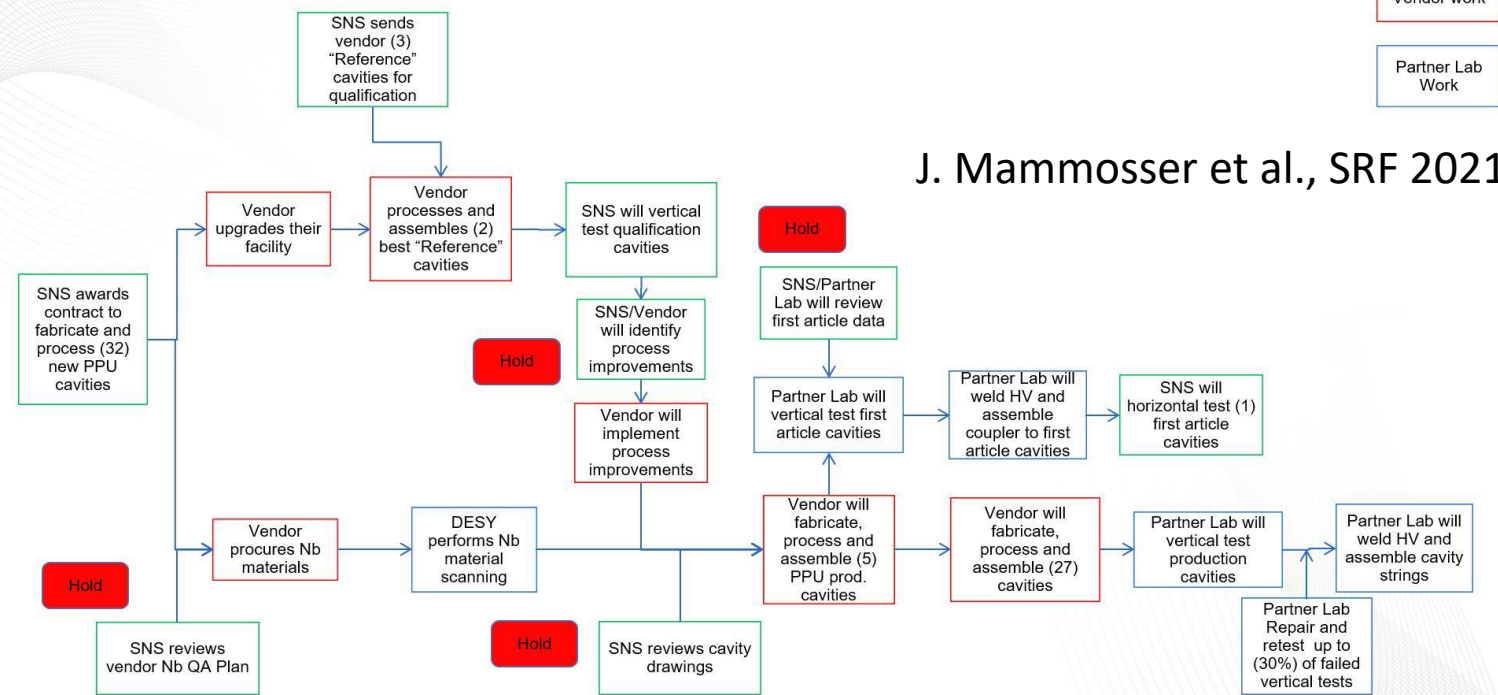 Vendor work
Partner Lab
Work
J. Mammosser et al., SRF 2021
SNS sends
vendor (3)
“Reference”
cavities for
qualification
Vendor
upgrades their
facility
Vendor
processes and
assembles (2)
best “Reference”
cavities
SNS will vertical
test qualification
cavities
Hold
SNS awards
contract to
fabricate and
process (32)
new PPU
cavities
SNS/Vendor
will identify
process
improvements
Hold
SNS/Partner
Lab will review
first article data
Vendor will
implement
process
improvements
Partner Lab will
vertical test first
article cavities
Partner Lab will
weld HV and
assemble
coupler to first
article cavities
SNS will
horizontal test (1)
first article
cavities
Vendor
procures Nb
materials
DESY
performs Nb
material
scanning
Vendor will
fabricate,
process and
assemble (5)
PPU prod.
cavities
Vendor will
fabricate,
process and
assemble (27)
cavities
Partner Lab will
vertical test
production
cavities
Partner Lab will
weld HV and
assemble cavity
strings
Hold
SNS reviews
vendor Nb QA Plan
Hold
SNS reviews cavity
drawings
Partner Lab
Repair and
retest up to
(30%) of failed
vertical tests